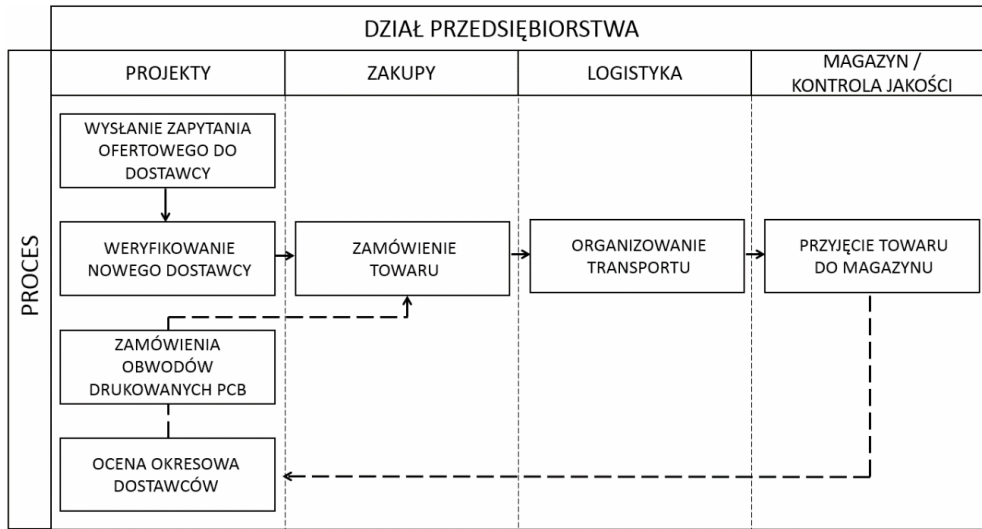 DZIAŁ PRZEDSIĘBIORSTWA
PROJEKTY
ZAKUPY
LOGISTYKA
MAGAZYN /
KONTROLA JAKOŚCI
PROCES
WYSŁANIE ZAPYTANIA
OFERTOWEGO DO
DOSTAWCY
WERYFIKOWANIE
NOWEGO DOSTAWCY
ZAMÓWIENIE
TOWARU
ORGANIZOWANIE
TRANSPORTU
PRZYJĘCIE TOWARU
DO MAGAZYNU
ZAMÓWIENIA
OBWODÓW
DRUKOWANYCH PCB
OCENA OKRESOWA
DOSTAWCÓW